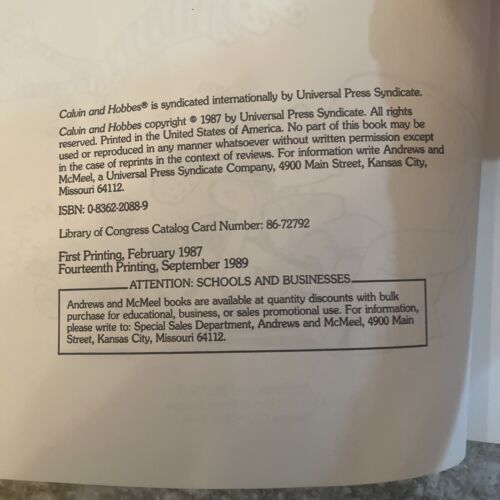 Calvin and Hobbes® is syndicated internationally by Universal Press Syndicate.
Calvin and Hobbes copyright © 1987 by Universal Press Syndicate. All rights
reserved. Printed in the United States of America. No part of this book may be
used or reproduced in any manner whatsoever without written permission except
in the case of reprints in the context of reviews. For information write Andrews and
McMeel, a Universal Press Syndicate Company, 4900 Main Street, Kansas City,
Missouri 64112.
ISBN: 0-8362-2088-9
Library of Congress Catalog Card Number: 86-72792
First Printing, February 1987
Fourteenth Printing, September 1989
ATTENTION: SCHOOLS AND BUSINESSES
Andrews and McMeel books are available at quantity discounts with bulk
purchase for educational, business, or sales promotional use. For information,
please write to: Special Sales Department, Andrews and McMeel, 4900 Main
Street, Kansas City, Missouri 64112.